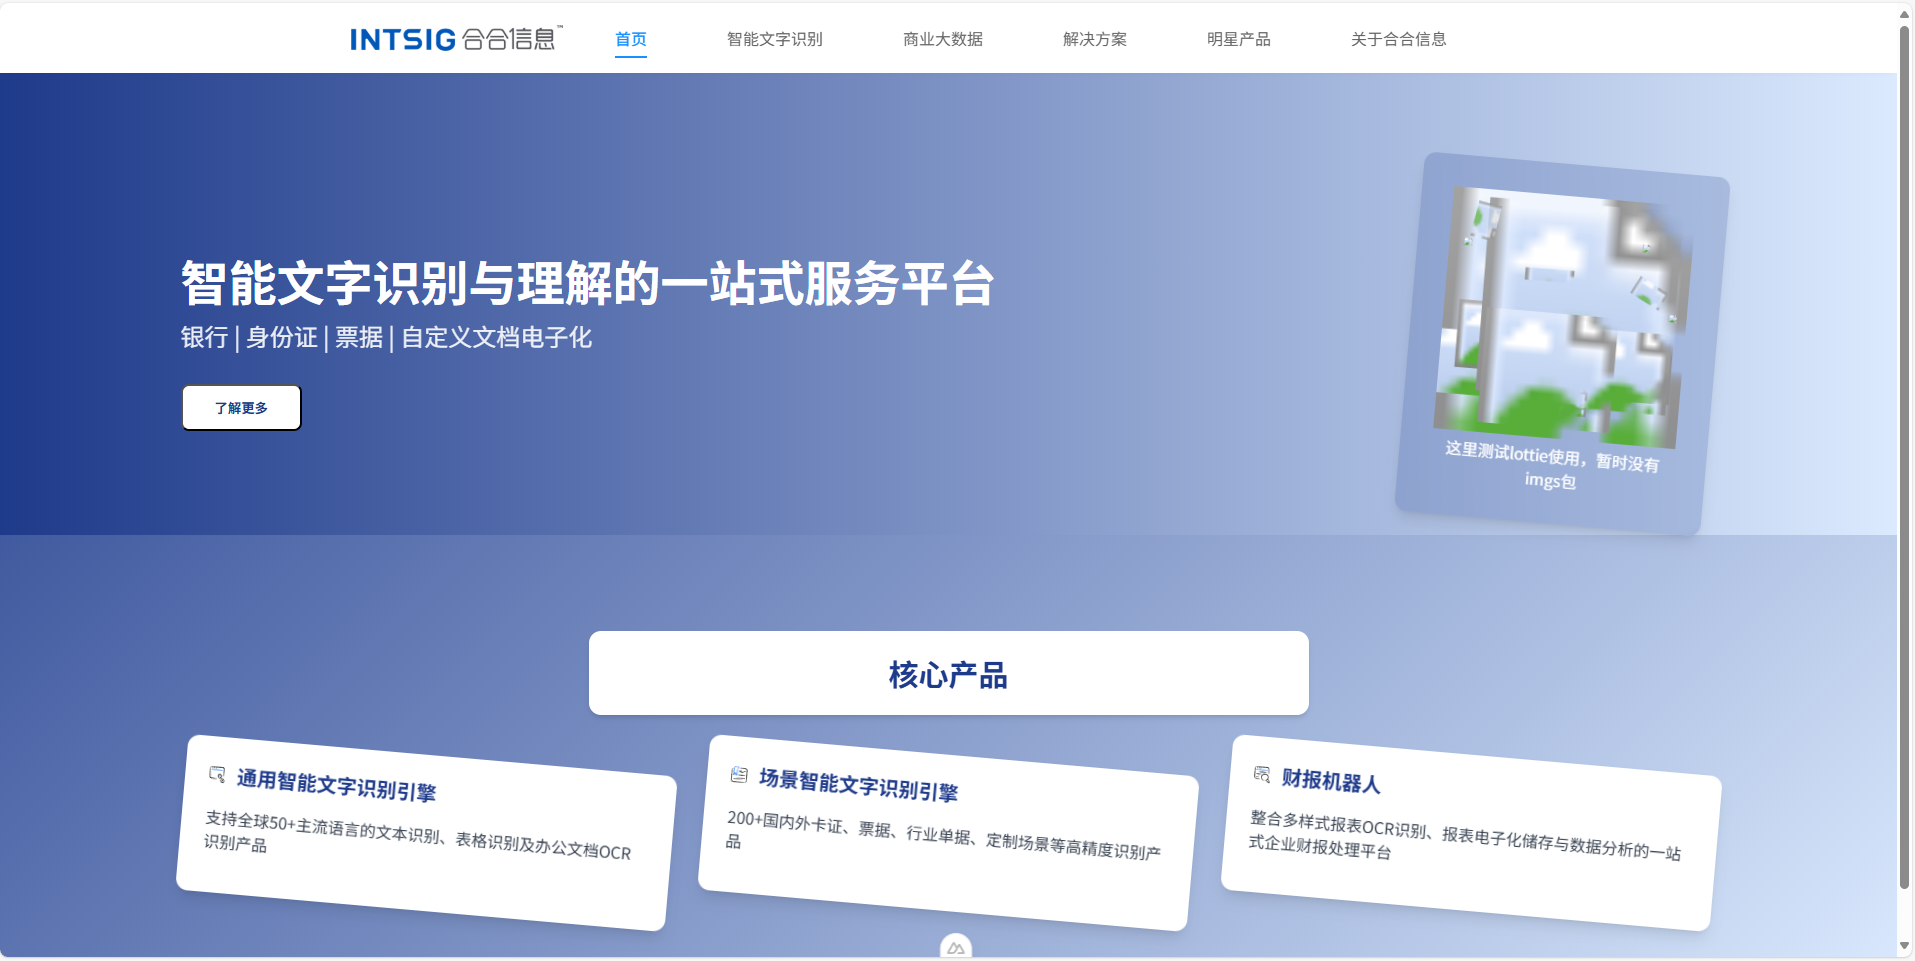 INTSIG 合合信息™
首页
智能文字识别
商业大数据
解决方案
明星产品
关于合合信息
智能文字识别与理解的一站式服务平台
银行 | 身份证 | 票据 | 自定义文档电子化
了解更多
这里测试lottie使用，暂时没有
imgs包
核心产品
通用智能文字识别引擎
支持全球50+主流语言的文本识别、表格识别及办公文档OCR
识别产品
场景智能文字识别引擎
200+国内外卡证、票据、行业单据、定制场景等高精度识别产
品
财报机器人
整合多样式报表OCR识别、报表电子化储存与数据分析的一站
式企业财报处理平台